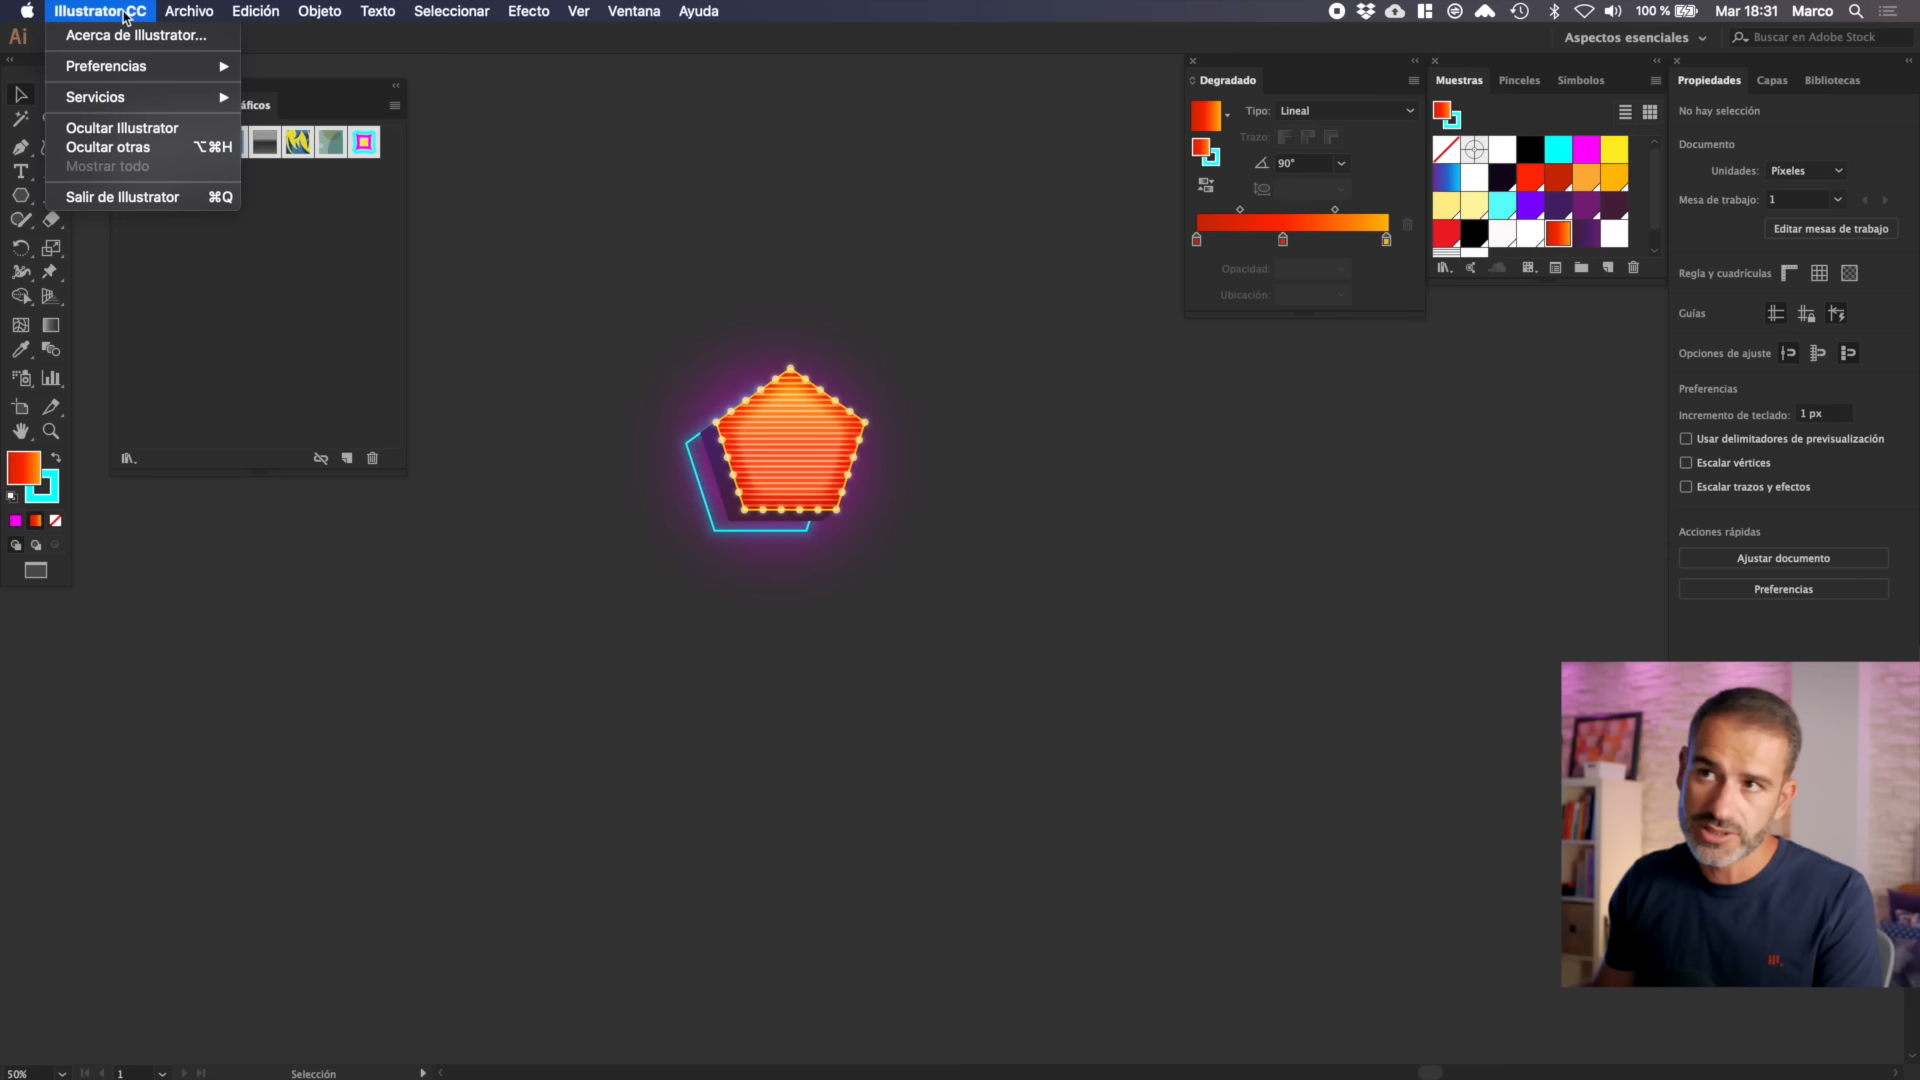 Illustrator CC Archivo Edición Objeto Texto Seleccionar Efecto Ver Ventana Ayuda 100 % Mar 18:31 Marco
Ai
Aspectos esenciales
Buscar en Adobe Stock
Acerca de Illustrator...
Preferencias
Servicios
Ocultar Illustrator
Ocultar otras ⌥⌘H
Mostrar todo
Salir de Illustrator ⌘Q
áficos
T
Degradado
Tipo: Lineal
Trazo:
90°
Opacidad:
Ubicación:
Muestras Pinceles Símbolos
Propiedades Capas Bibliotecas
No hay selección
Documento
Unidades: Píxeles
Mesa de trabajo: 1
Editar mesas de trabajo
Regla y cuadrículas
Guías
Opciones de ajuste
Preferencias
Incremento de teclado: 1 px
Usar delimitadores de previsualización
Escalar vértices
Escalar trazos y efectos
Acciones rápidas
Ajustar documento
Preferencias
50% 1 Selección